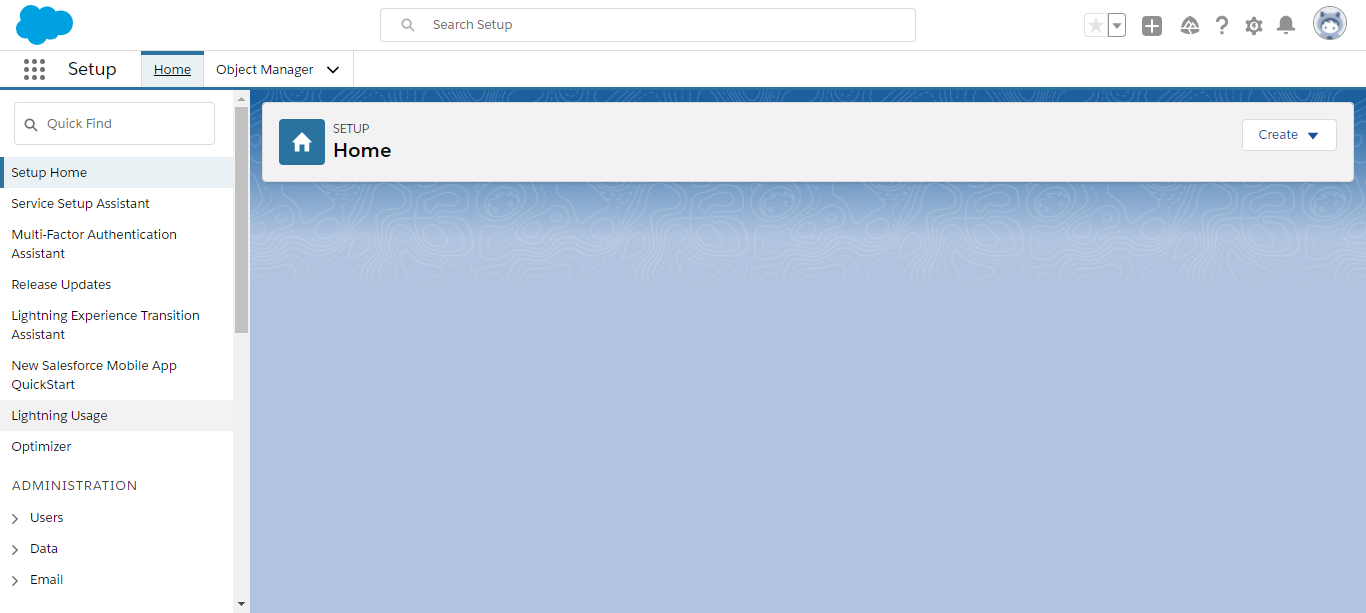 Search Setup
Setup
Home
Object Manager
Quick Find
Setup Home
Service Setup Assistant
Multi-Factor Authentication
Assistant
Release Updates
Lightning Experience Transition
Assistant
New Salesforce Mobile App
QuickStart
Lightning Usage
Optimizer
ADMINISTRATION
Users
Data
Email
SETUP
Home
Create